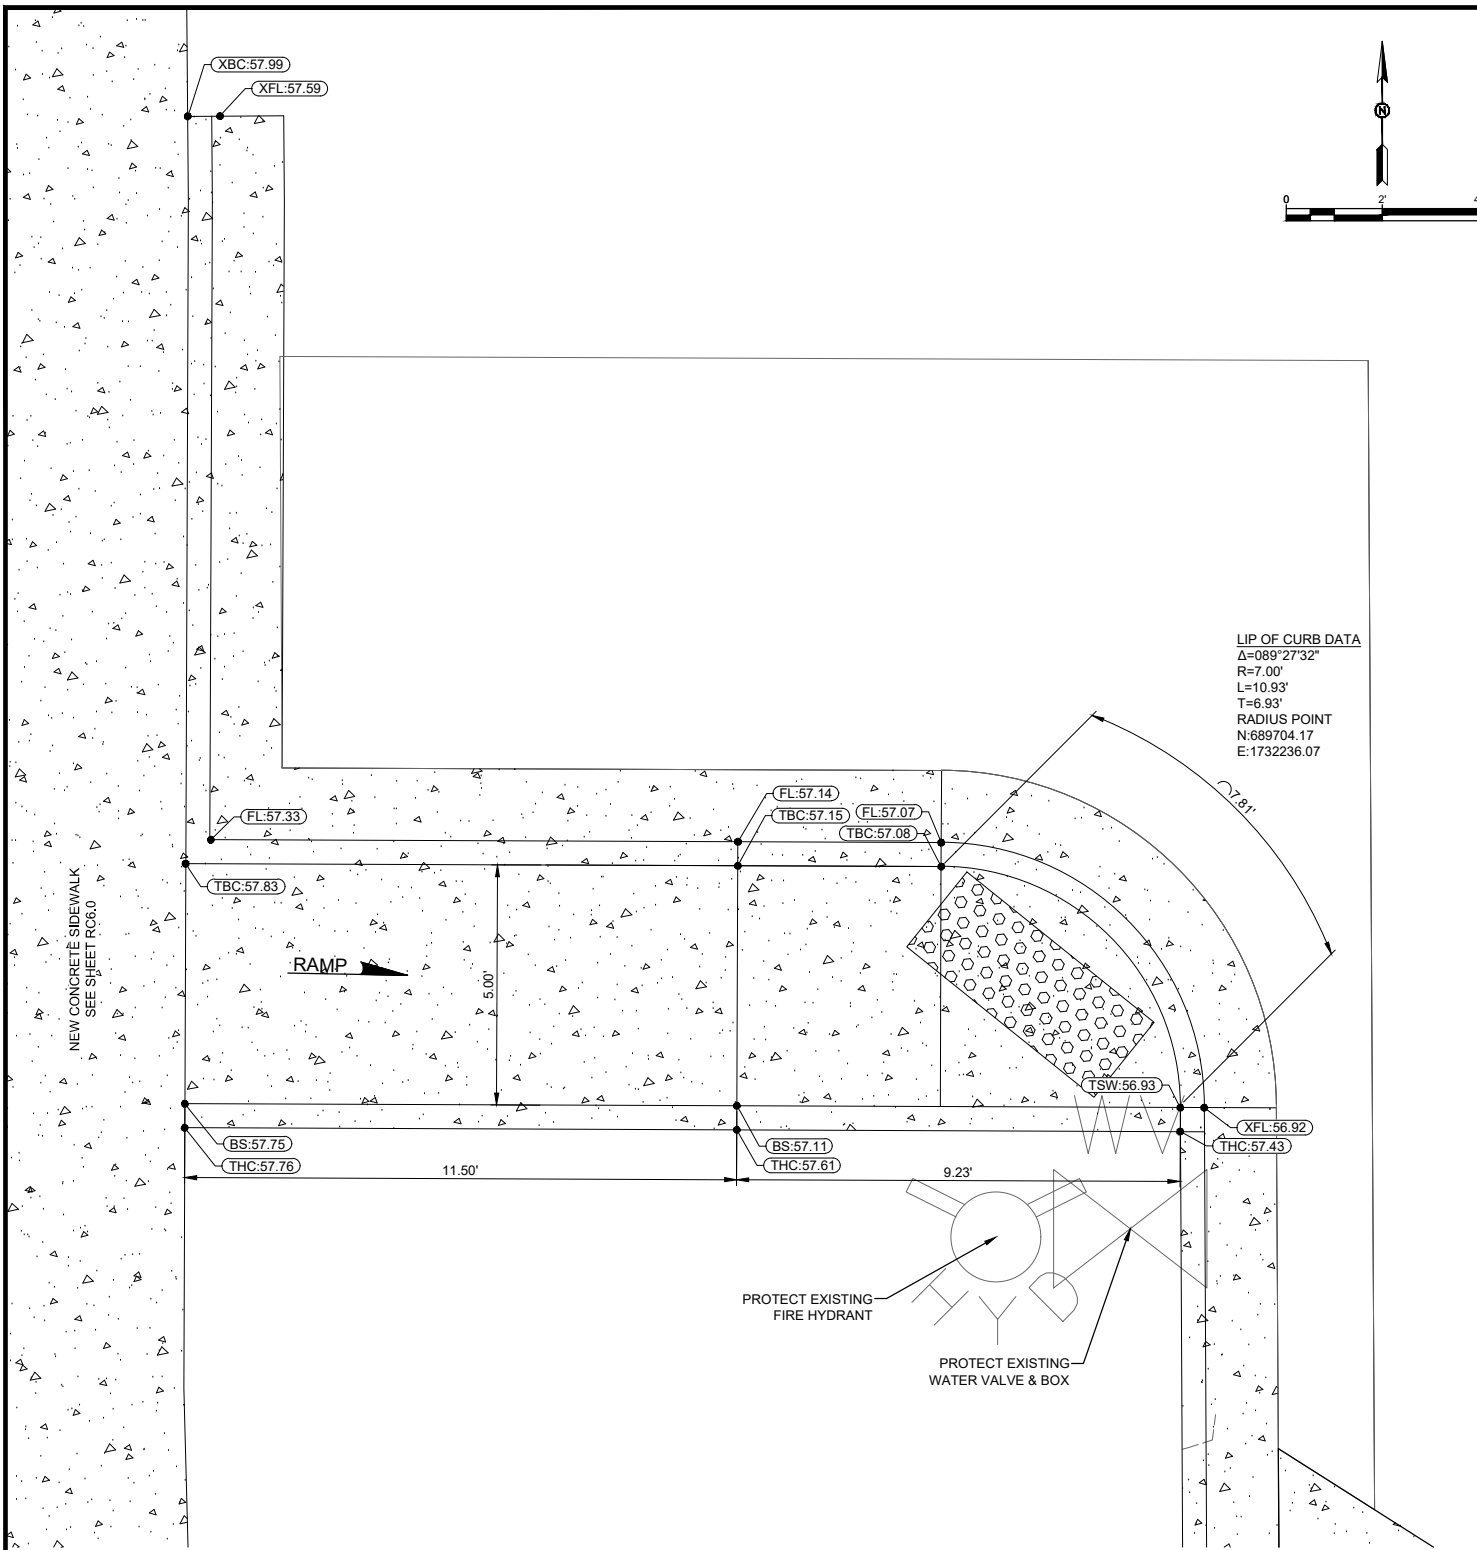 XBC:57.99
XFL:57.59
N
0 2' 4
LIP OF CURB DATA
Δ=089°27'32"
R=7.00'
L=10.93'
T=6.93'
RADIUS POINT
N:689704.17
E:1732236.07
7.81'
FL:57.33
FL:57.14
TBC:57.15
FL:57.07
TBC:57.08
TBC:57.83
NEW CONCRETE SIDEWALK
SEE SHEET RC6.0
RAMP
5.00'
TSW:56.93
W V
XFL:56.92
THC:57.43
BS:57.75
THC:57.76
BS:57.11
THC:57.61
11.50'
9.23'
HYD
PROTECT EXISTING
FIRE HYDRANT
PROTECT EXISTING
WATER VALVE & BOX